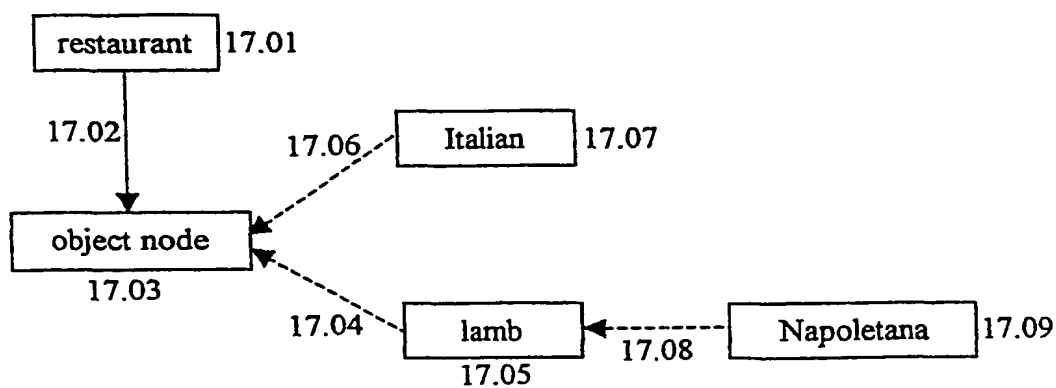 restaurant 17.01
17.02
17.06
Italian 17.07
object node
17.03
17.04
lamb
17.05
17.08
Napoletana 17.09